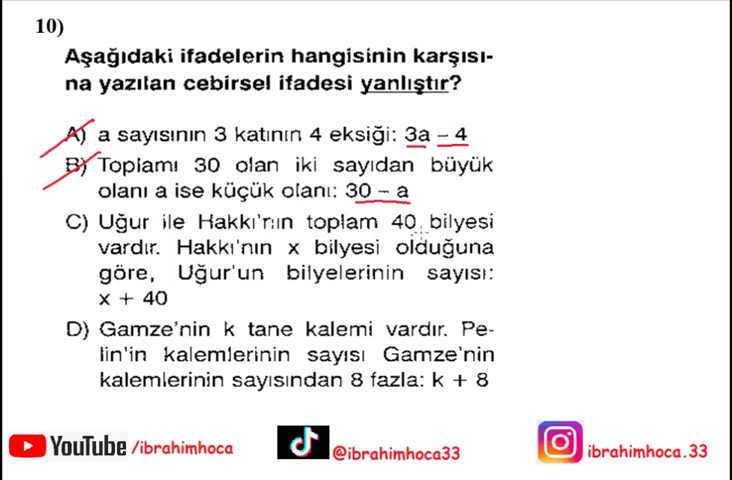 10)
Aşağıdaki ifadelerin hangisinin karşısı-
na yazılan cebirsel ifadesi yanlıştır?
A) a sayısının 3 katının 4 eksiği: 3a - 4
B) Toplamı 30 olan iki sayıdan büyük
olanı a ise küçük olanı: 30 - a
C) Uğur ile Hakkı'nın toplam 40 bilyesi
vardır. Hakkı'nın x bilyesi olduğuna
göre, Uğur'un bilyelerinin sayısı:
x + 40
D) Gamze'nin k tane kalemi vardır. Pe-
lin'in kalemlerinin sayısı Gamze'nin
kalemlerinin sayısından 8 fazla: k + 8
YouTube /ibrahimhoca
@ibrahimhoca33
ibrahimhoca.33